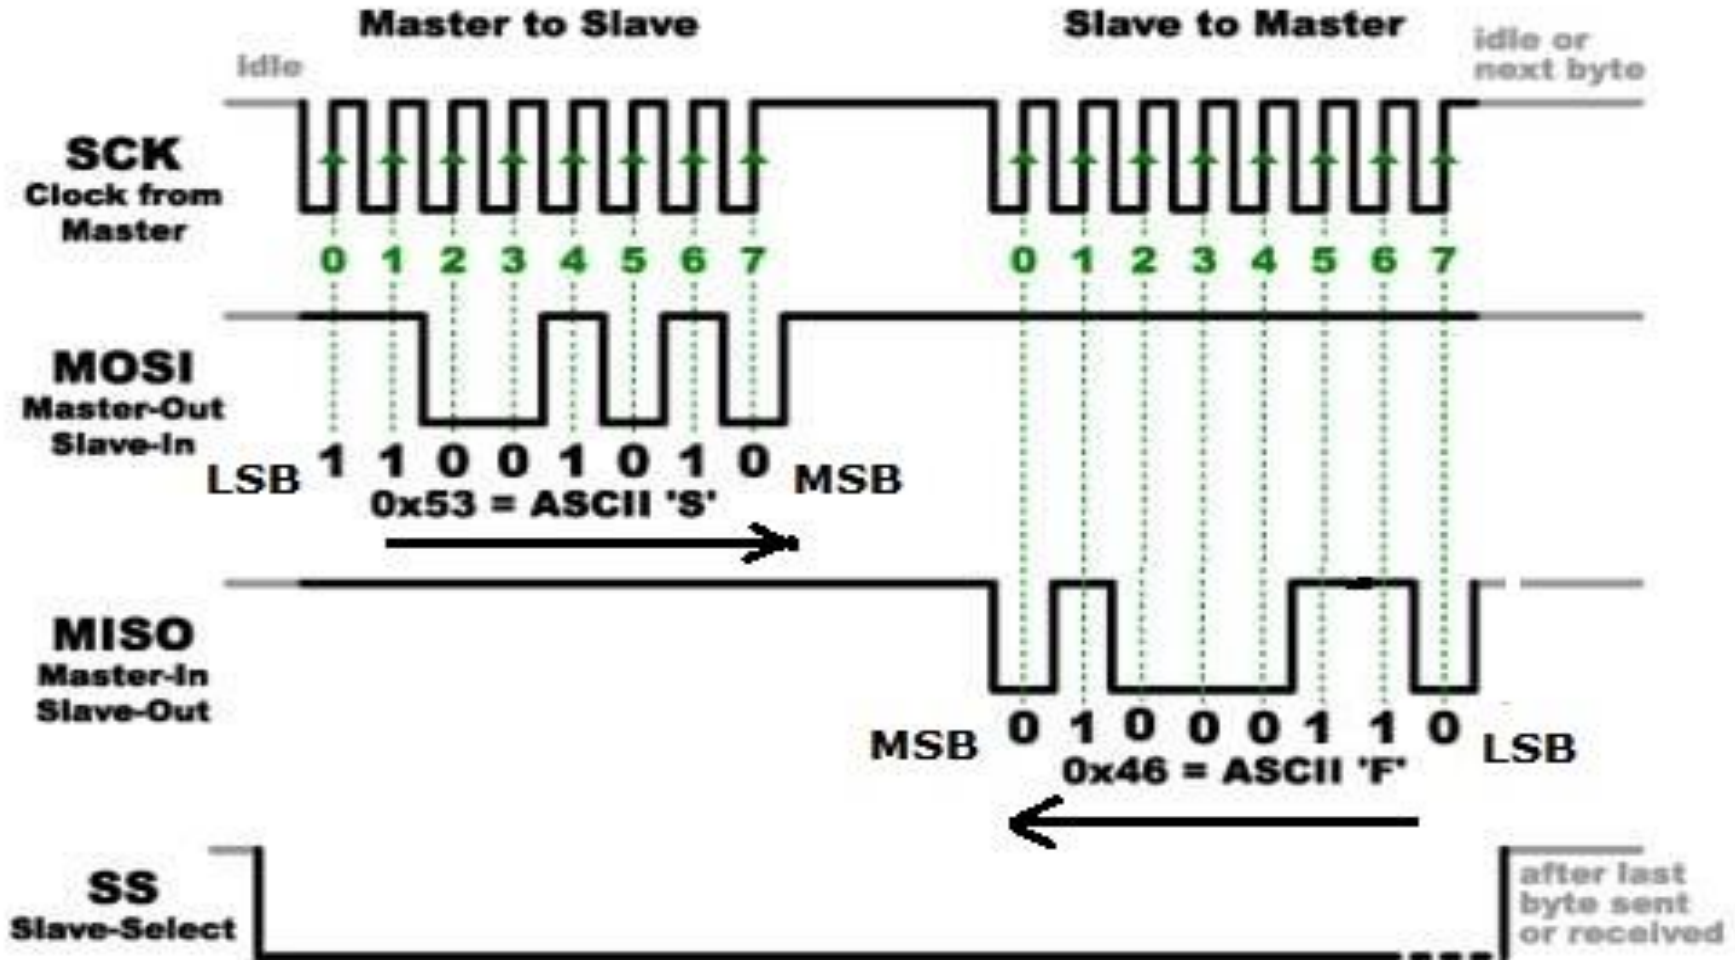 Master to Slave
Slave to Master
idle
idle or
next byte
SCK
Clock from
Master
0 1 2 3 4 5 6 7
0 1 2 3 4 5 6 7
MOSI
Master-Out
Slave-In
LSB 1 1 0 0 1 0 1 0 MSB
0x53 = ASCII 'S'
MISO
Master-In
Slave-Out
MSB 0 1 0 0 0 1 1 0 LSB
0x46 = ASCII 'F'
SS
Slave-Select
after last
byte sent
or received